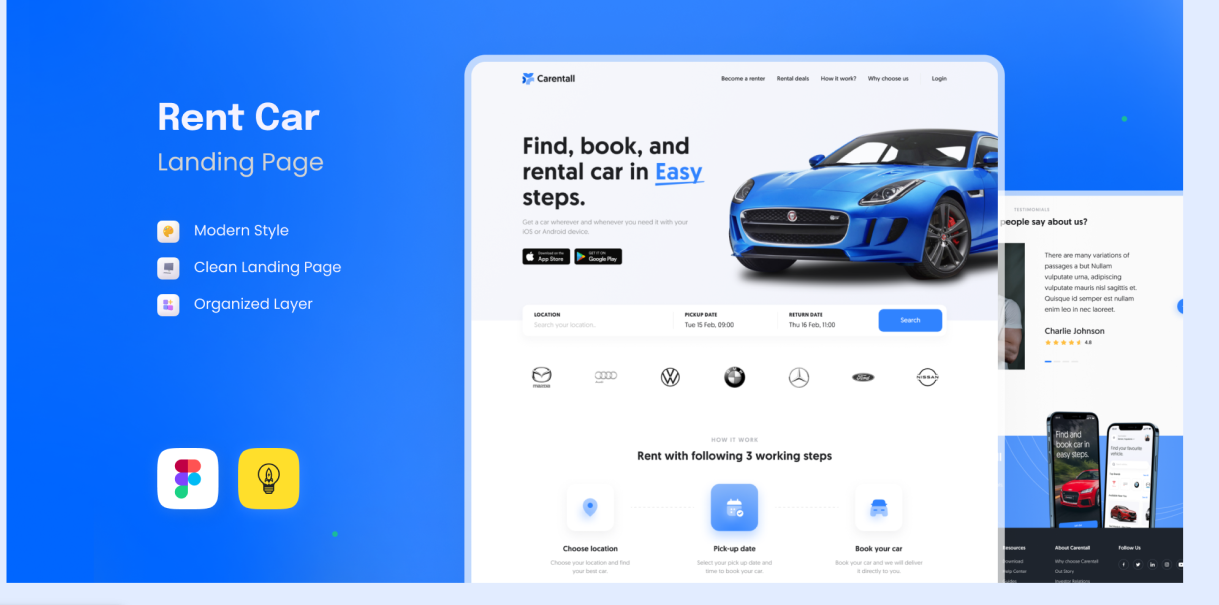 Rent Car
Landing Page
Modern Style
Clean Landing Page
Organized Layer
Carentall
Become a renter
Rental deals
How it work?
Why choose us
Login
Find, book, and
rental car in Easy
steps.
Get a car wherever and whenever you need it with your
iOS or Android device.
Download on the
App Store
GET IT ON
Google Play
LOCATION
Search your location..
PICKUP DATE
Tue 15 Feb, 09:00
RETURN DATE
Thu 16 Feb, 11:00
Search
mazda
Audi
Ford
NISSAN
HOW IT WORK
Rent with following 3 working steps
Choose location
Choose your location and find
your best car.
Pick-up date
Select your pick up date and
time to book your car.
Book your car
Book your car and we will deliver
it directly to you.
TESTIMONIALS
people say about us?
There are many variations of
passages a but Nullam
vulputate urna, adipiscing
vulputate mauris nisl sagittis et.
Quisque id semper est nullam
enim leo in nec laoreet.
Charlie Johnson
4.8
Find and
book car in
easy steps.
Find your favourite
vehicle.
Resources
Download
Help Center
Guides
About Carentall
Why choose Carentall
Our Story
Investor Relations
Follow Us